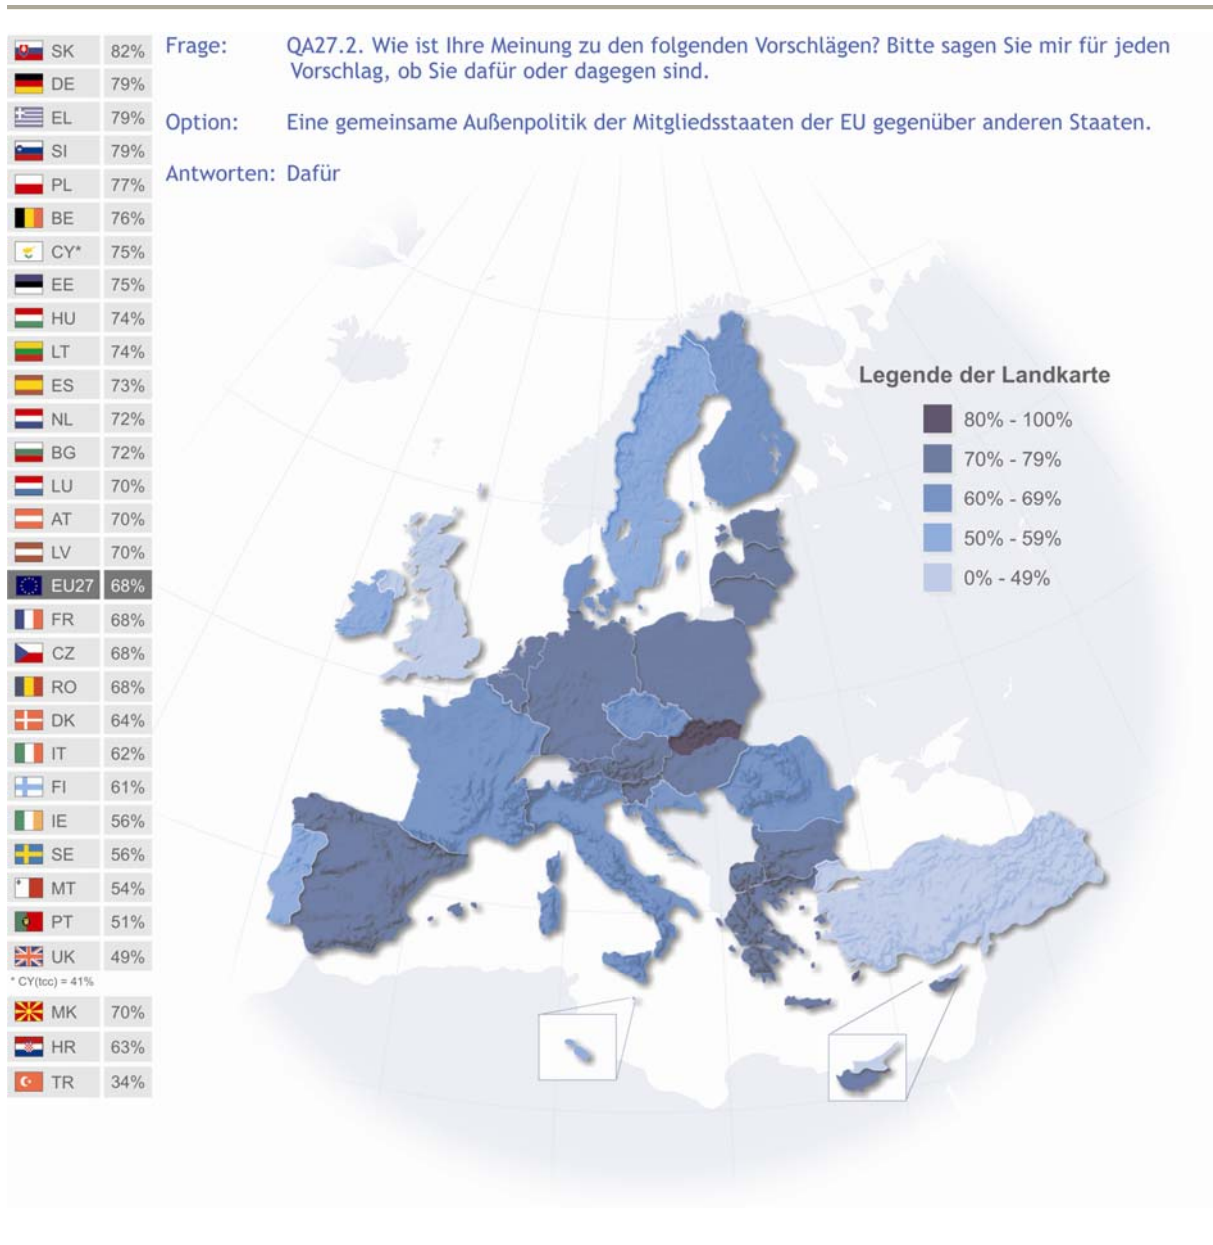 SK 82%
DE 79%
EL 79%
SI 79%
PL 77%
BE 76%
CY* 75%
EE 75%
HU 74%
LT 74%
ES 73%
NL 72%
BG 72%
LU 70%
AT 70%
LV 70%
EU27 68%
FR 68%
CZ 68%
RO 68%
DK 64%
IT 62%
FI 61%
IE 56%
SE 56%
MT 54%
PT 51%
UK 49%
* CY(tcc) = 41%
MK 70%
HR 63%
TR 34%
Frage: QA27.2. Wie ist Ihre Meinung zu den folgenden Vorschlägen? Bitte sagen Sie mir für jeden
Vorschlag, ob Sie dafür oder dagegen sind.
Option: Eine gemeinsame Außenpolitik der Mitgliedsstaaten der EU gegenüber anderen Staaten.
Antworten: Dafür
Legende der Landkarte
80% - 100%
70% - 79%
60% - 69%
50% - 59%
0% - 49%